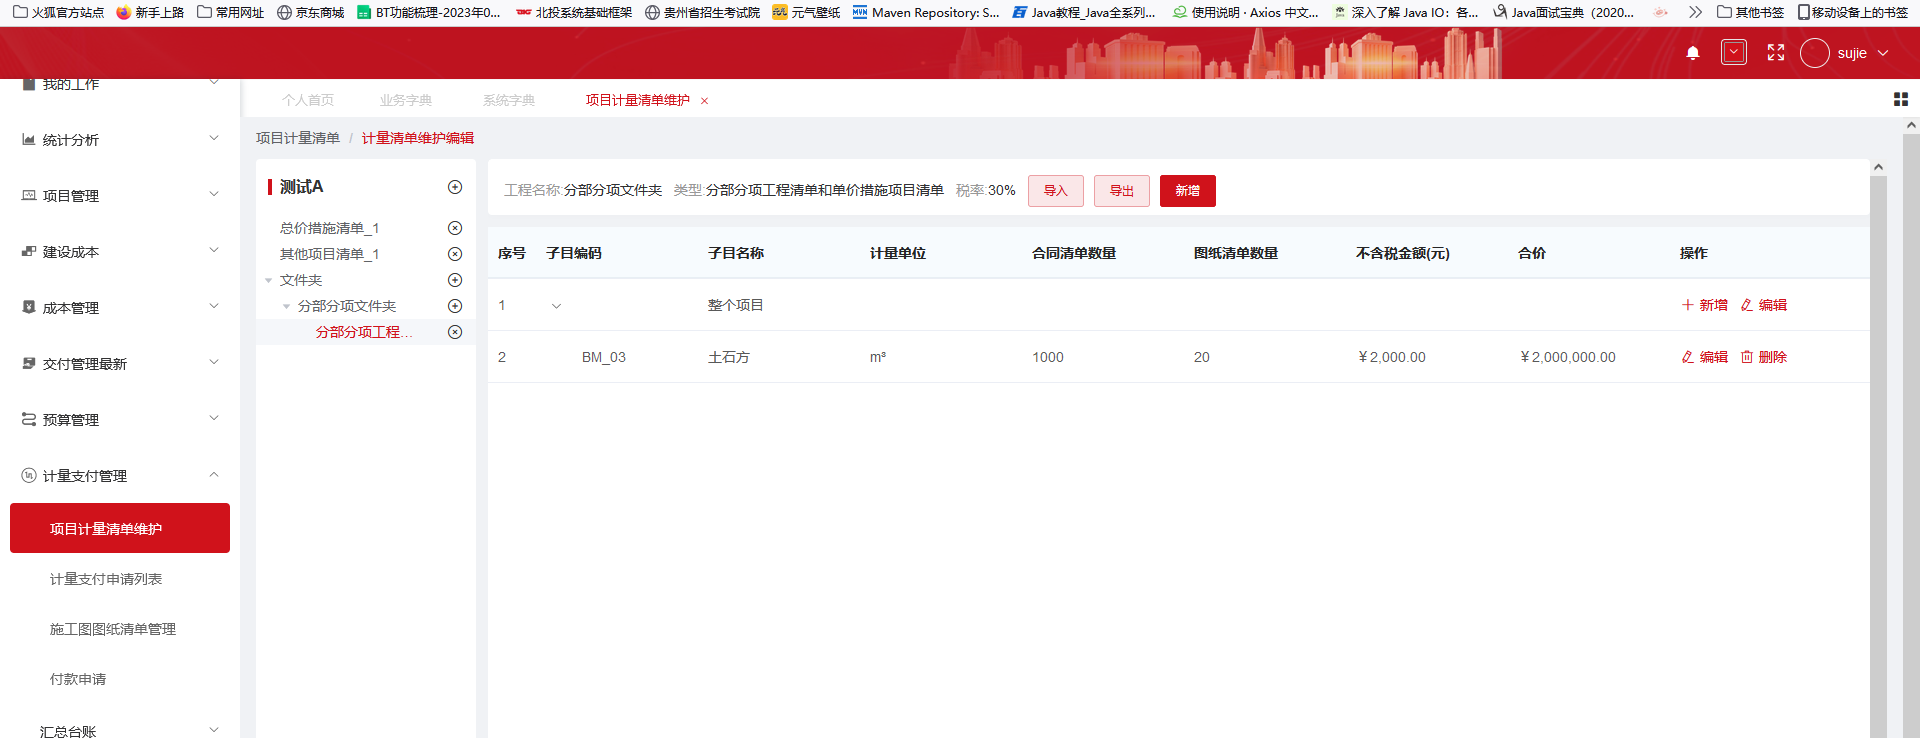 火狐官方站点 新手上路 常用网址 京东商城 BT功能梳理-2023年0... 北投系统基础框架 贵州省招生考试院 元气壁纸 Maven Repository: S... Java教程_Java全系列... 使用说明 · Axios 中文... 深入了解 Java IO：各... Java面试宝典（2020... 其他书签 移动设备上的书签
sujie
我的工作
统计分析
项目管理
建设成本
成本管理
交付管理最新
预算管理
计量支付管理
项目计量清单维护
计量支付申请列表
施工图图纸清单管理
付款申请
汇总台账
个人首页 业务字典 系统字典 项目计量清单维护
项目计量清单 / 计量清单维护编辑
测试A
总价措施清单_1
其他项目清单_1
文件夹
分部分项文件夹
分部分项工程...
工程名称:分部分项文件夹 类型:分部分项工程清单和单价措施项目清单 税率:30% 导入 导出 新增
序号 子目编码 子目名称 计量单位 合同清单数量 图纸清单数量 不含税金额(元) 合价 操作
1 整个项目 新增 编辑
2 BM_03 土石方 m³ 1000 20 ￥2,000.00 ￥2,000,000.00 编辑 删除